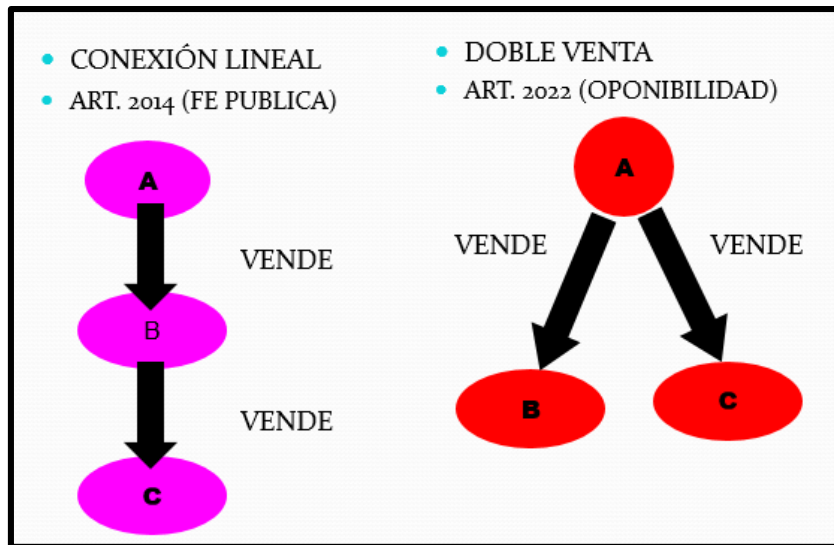 • CONEXIÓN LINEAL
• ART. 2014 (FE PUBLICA)
A
VENDE
B
VENDE
C
• DOBLE VENTA
• ART. 2022 (OPONIBILIDAD)
A
VENDE
VENDE
B
C